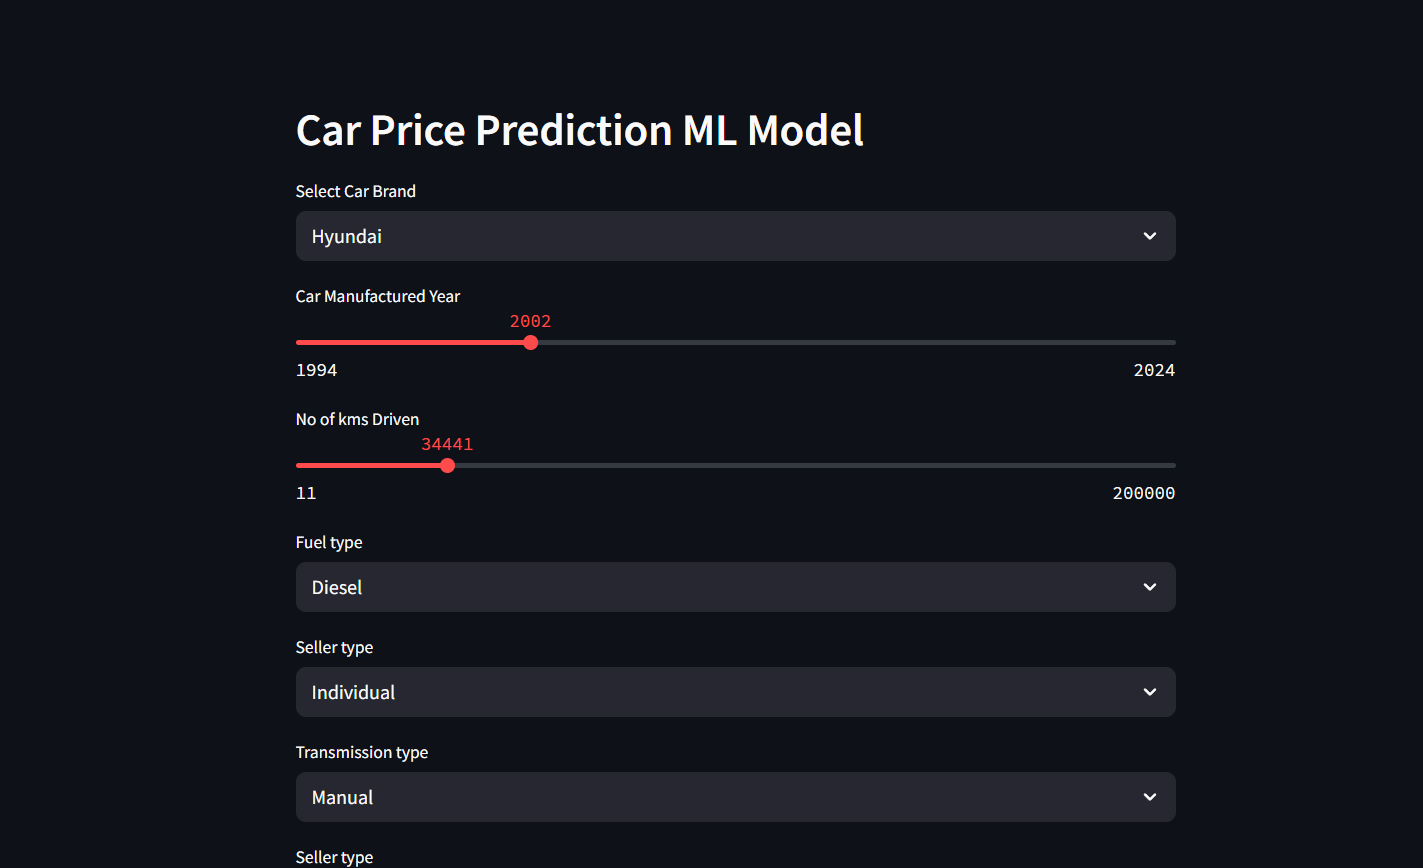 Car Price Prediction ML Model
Select Car Brand
Hyundai
Car Manufactured Year
2002
1994 2024
No of kms Driven
34441
11 200000
Fuel type
Diesel
Seller type
Individual
Transmission type
Manual
Seller type